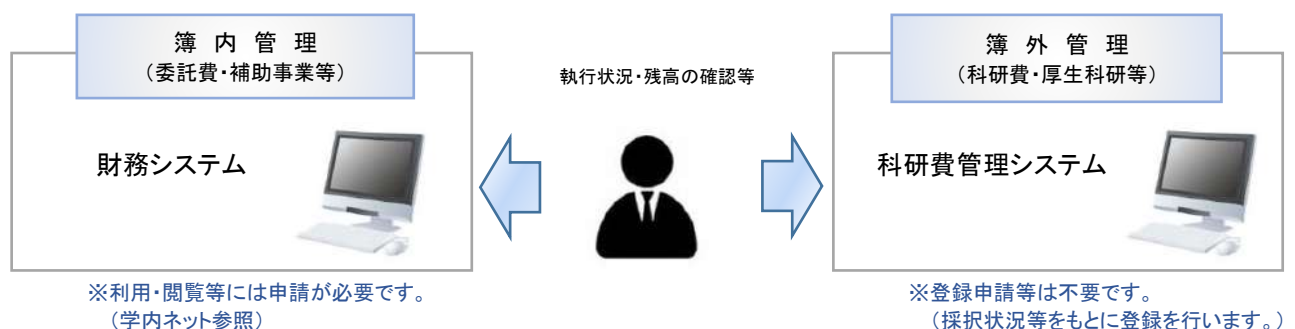 簿 内 管 理
（委託費・補助事業等）
財務システム
※利用・閲覧等には申請が必要です。
（学内ネット参照）
執行状況・残高の確認等
簿 外 管 理
（科研費・厚生科研等）
科研費管理システム
※登録申請等は不要です。
（採択状況等をもとに登録を行います。）